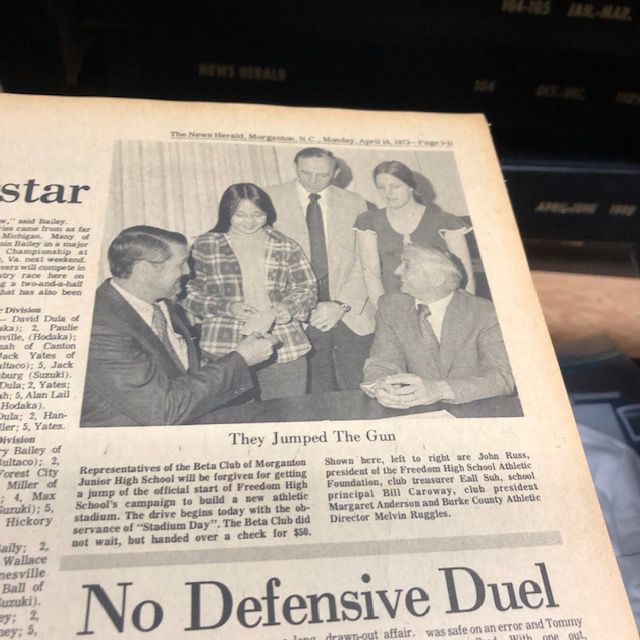 104-105 JAN.-MAR.
NEWS HERALD
104 OCT.-DEC.
APRIL-JUNE
The News Herald, Morganton, N.C., Monday, April 16, 1973—Page
star
w," said Bailey.
ries came from as far
Michigan. Many of
oin Bailey in a major
Championship at
, Va. next weekend.
vers will compete in
ntry race here on
g a two-and-a-half
that has also been
Division
— David Dula of
aka); 2, Paulie
ville, (Hodaka);
ah of Canton
Jack Yates of
ultaco); 5, Jack
burg (Suzuki).
Dula; 2, Yates;
h; 5, Alan Lail
Hodaka).
Dula; 2, Han-
ler; 5, Yates.
Division
ry Bailey of
ultaco); 2,
Forest City
Miller of
; 4, Max
Suzuki); 5,
Hickory
aily; 2,
Wallace
nesville
Ball of
uzuki).
ey; 2,
ney; 5,
They Jumped The Gun
Representatives of the Beta Club of Morganton
Junior High School will be forgiven for getting
a jump of the official start of Freedom High
School's campaign to build a new athletic
stadium. The drive begins today with the ob-
servance of "Stadium Day". The Beta Club did
not wait, but handed over a check for $50.
Shown here, left to right are John Russ,
president of the Freedom High School Athletic
Foundation, club treasurer Eall Suh, school
principal Bill Caroway, club president
Margaret Anderson and Burke County Athletic
Director Melvin Ruggles.
No Defensive Duel
long, drawn-out affair.
was safe on an error and Tommy
With one out,